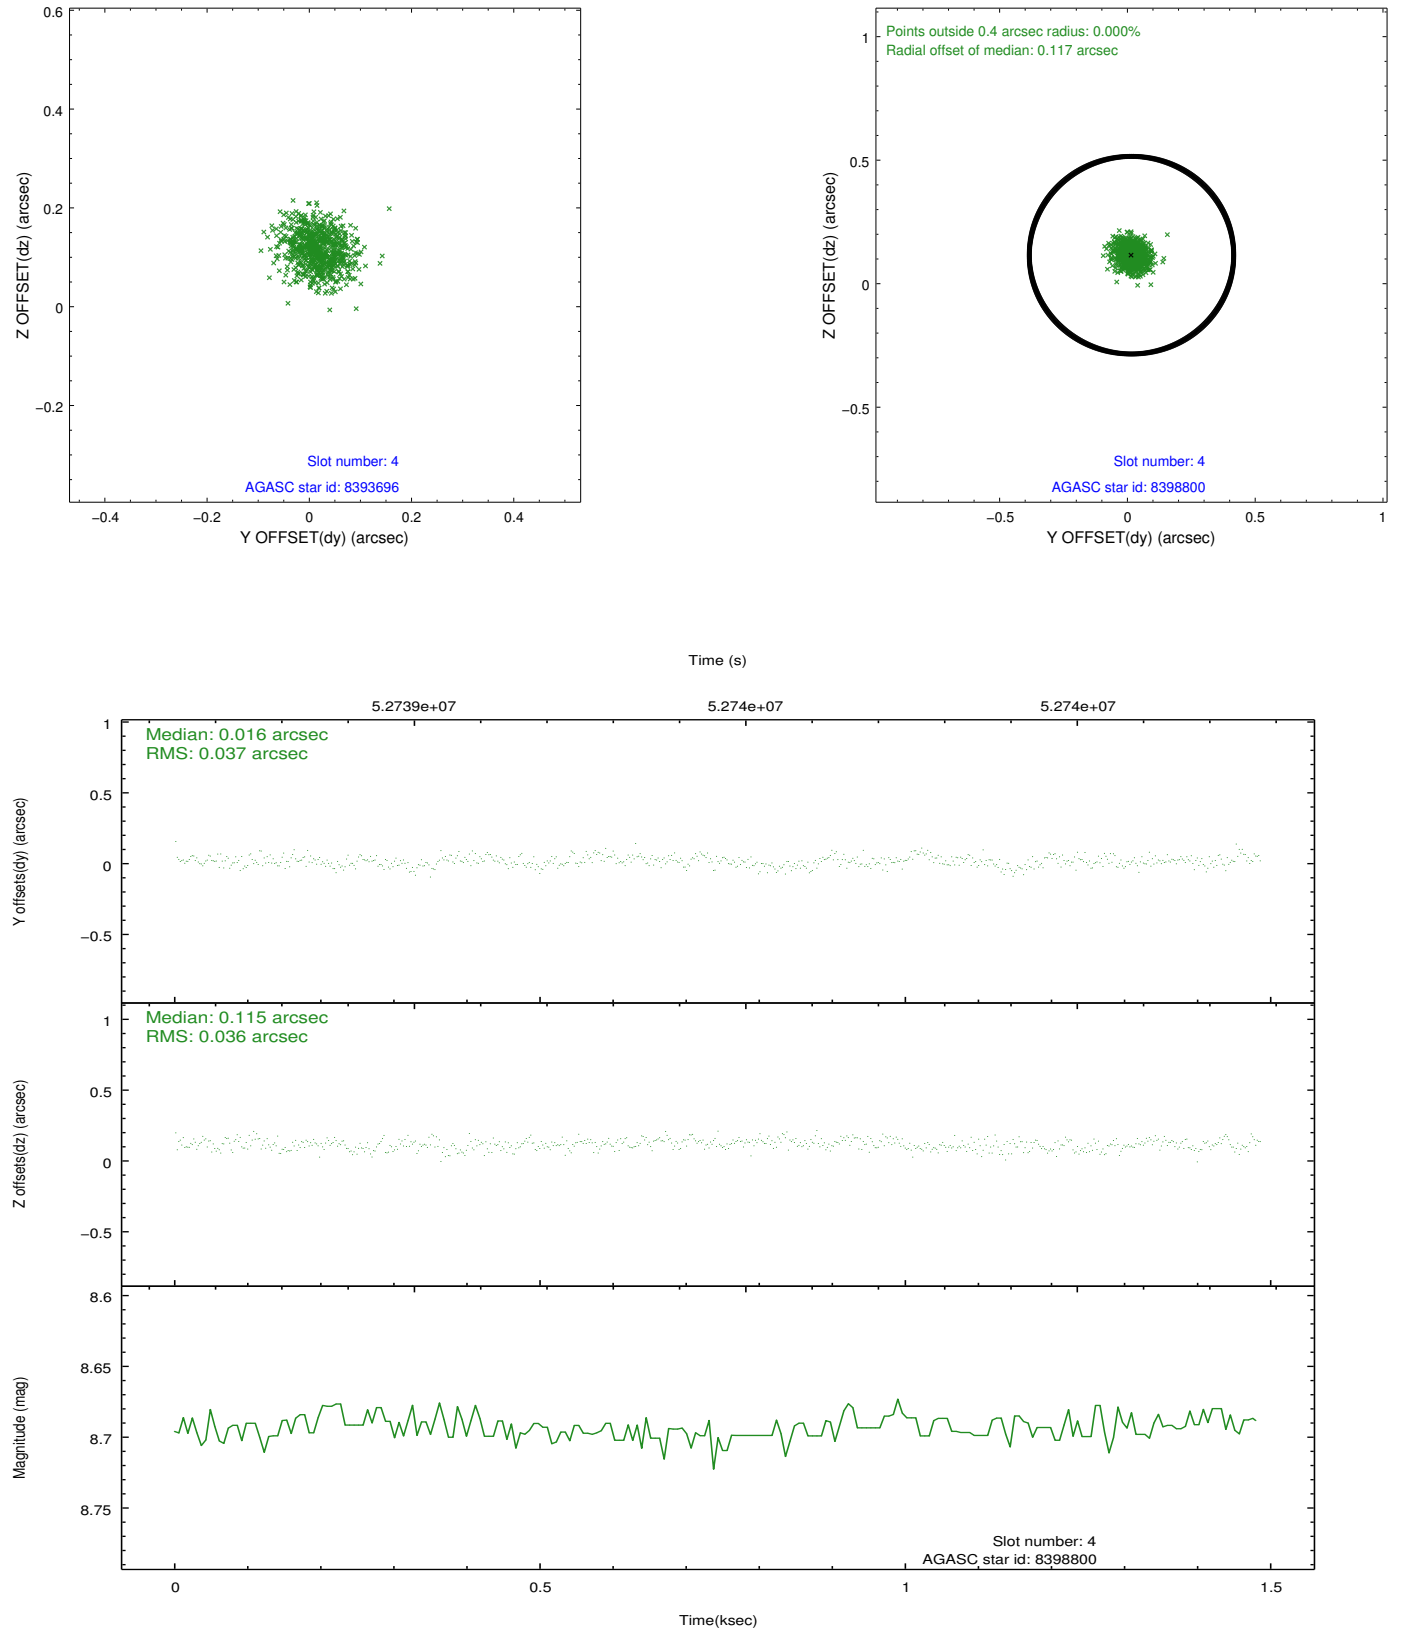 0.6
0.4
0.2
0
−0.2
Z OFFSET(dz) (arcsec)
Slot number: 4
AGASC star id: 8393696
−0.4
−0.2
0
0.2
0.4
Y OFFSET(dy) (arcsec)
Points outside 0.4 arcsec radius: 0.000%
Radial offset of median: 0.117 arcsec
1
0.5
0
−0.5
Z OFFSET(dz) (arcsec)
Slot number: 4
AGASC star id: 8398800
−0.5
0
0.5
1
Y OFFSET(dy) (arcsec)
Time (s)
5.2739e+07
5.274e+07
5.274e+07
Median: 0.016 arcsec
RMS: 0.037 arcsec
1
0.5
0
−0.5
Y offsets(dy) (arcsec)
Median: 0.115 arcsec
RMS: 0.036 arcsec
1
0.5
0
−0.5
Z offsets(dz) (arcsec)
8.6
8.65
8.7
8.75
Magnitude (mag)
Slot number: 4
AGASC star id: 8398800
0
0.5
1
1.5
Time(ksec)